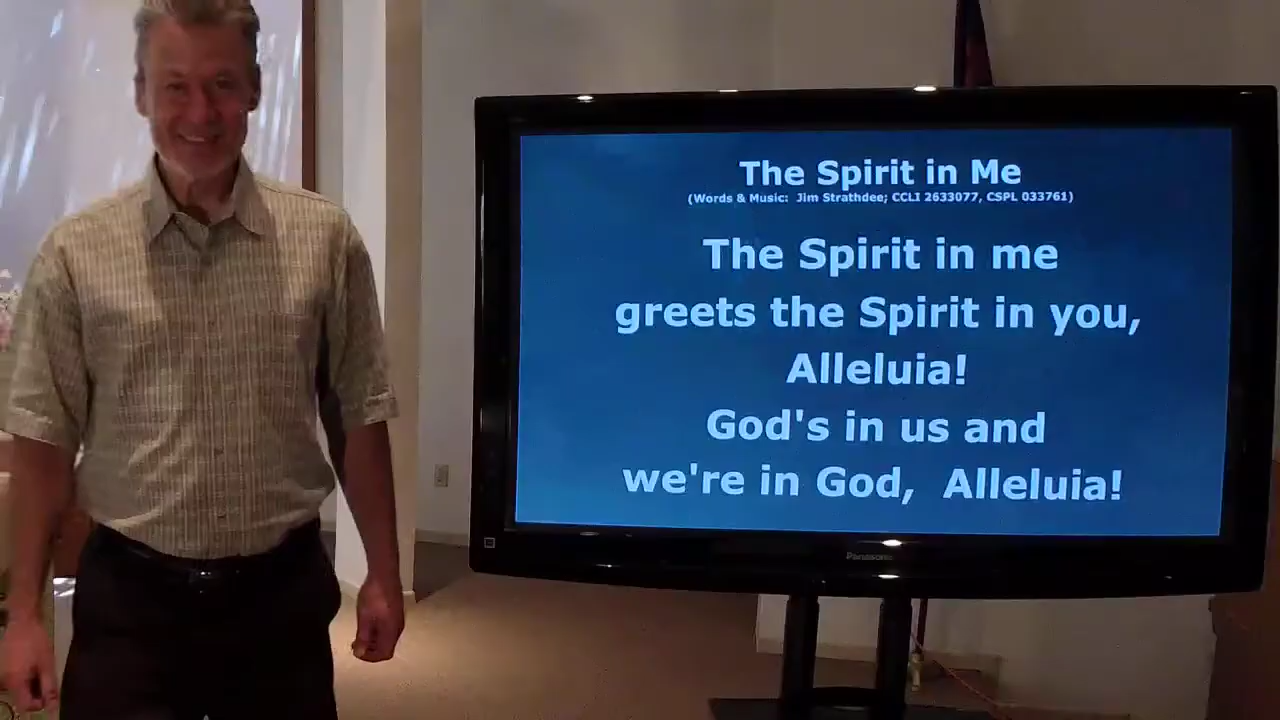 The Spirit in Me
(Words & Music:  Jim Strathdee; CCLI 2633077, CSPL 033761)
The Spirit in me
greets the Spirit in you,
Alleluia!
God's in us and
we're in God,  Alleluia!
Panasonic